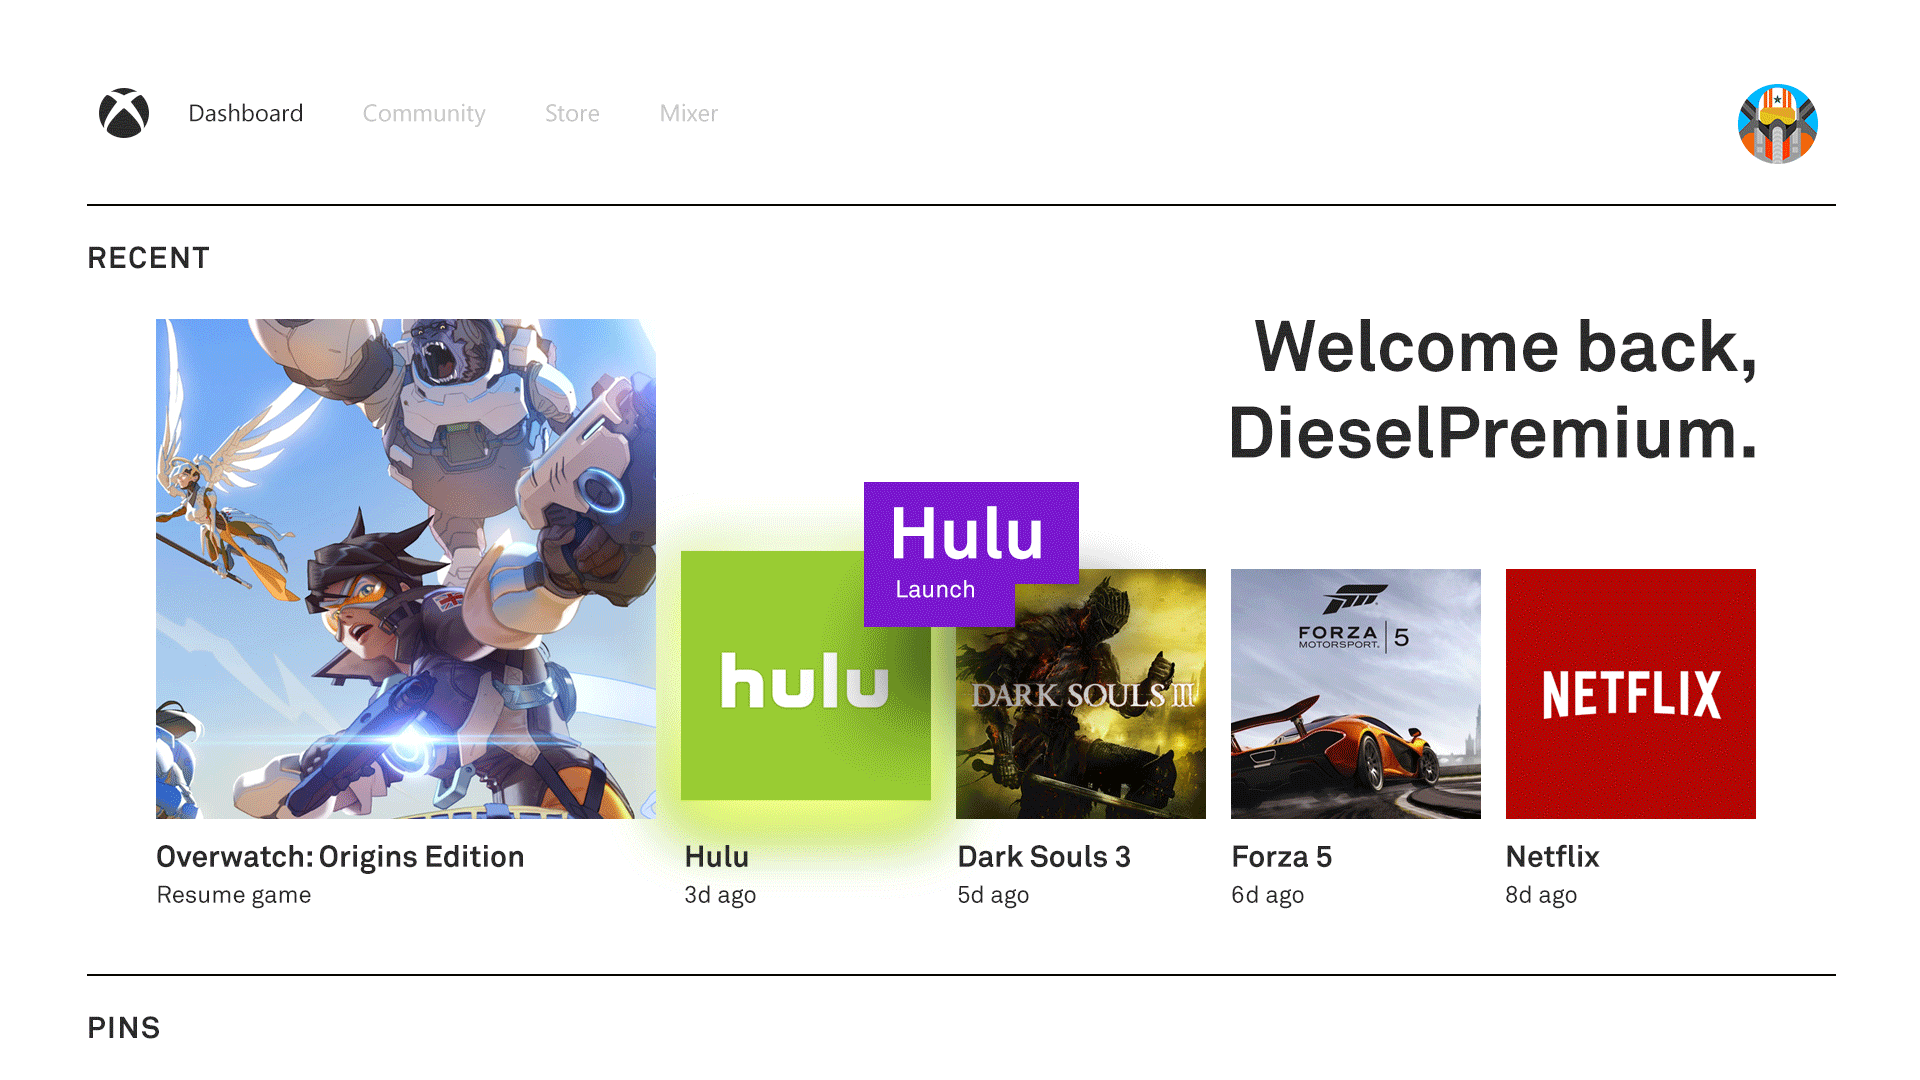 Dashboard Community Store Mixer
RECENT
Welcome back,
DieselPremium.
Hulu
Launch
hulu
DARK SOULS III
FORZA 5
MOTORSPORT.
NETFLIX
Overwatch: Origins Edition
Resume game
Hulu
3d ago
Dark Souls 3
5d ago
Forza 5
6d ago
Netflix
8d ago
PINS